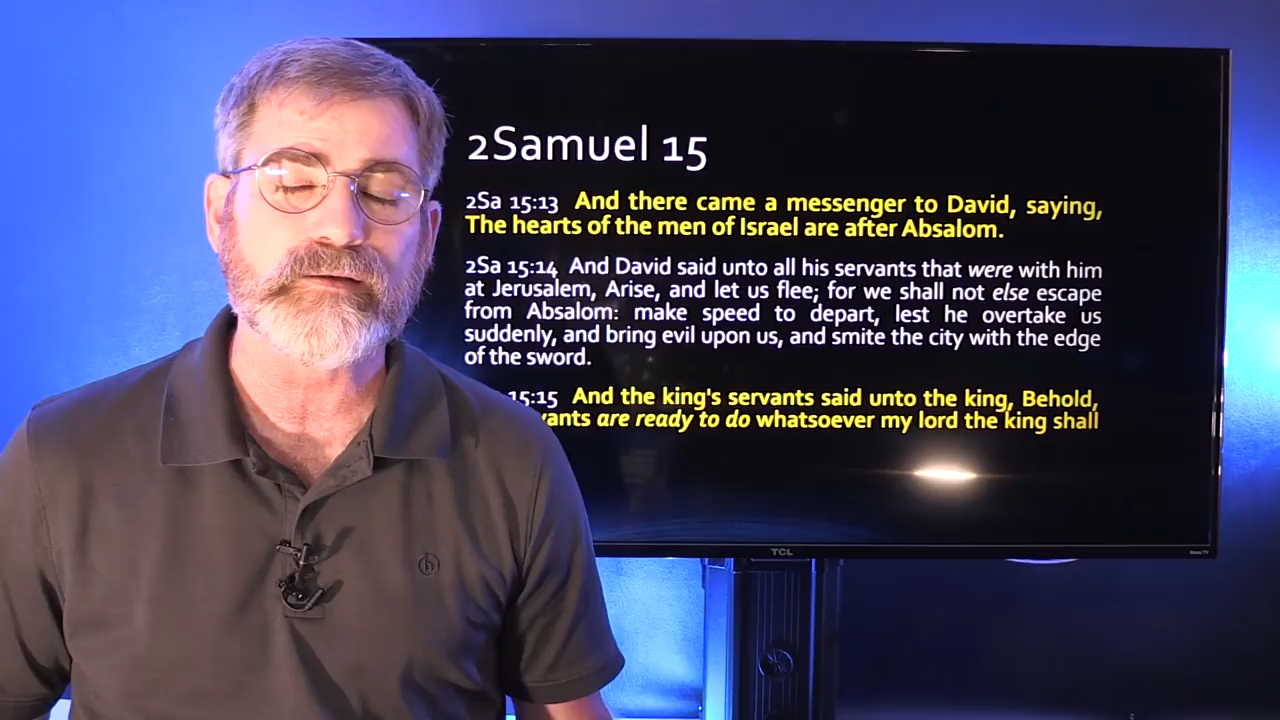 2Samuel 15
2Sa 15:13 And there came a messenger to David, saying,
The hearts of the men of Israel are after Absalom.
2Sa 15:14 And David said unto all his servants that were with him
at Jerusalem, Arise, and let us flee; for we shall not else escape
from Absalom: make speed to depart, lest he overtake us
suddenly, and bring evil upon us, and smite the city with the edge
of the sword.
15:15 And the king's servants said unto the king, Behold,
vants are ready to do whatsoever my lord the king shall
TCL
Roku TV